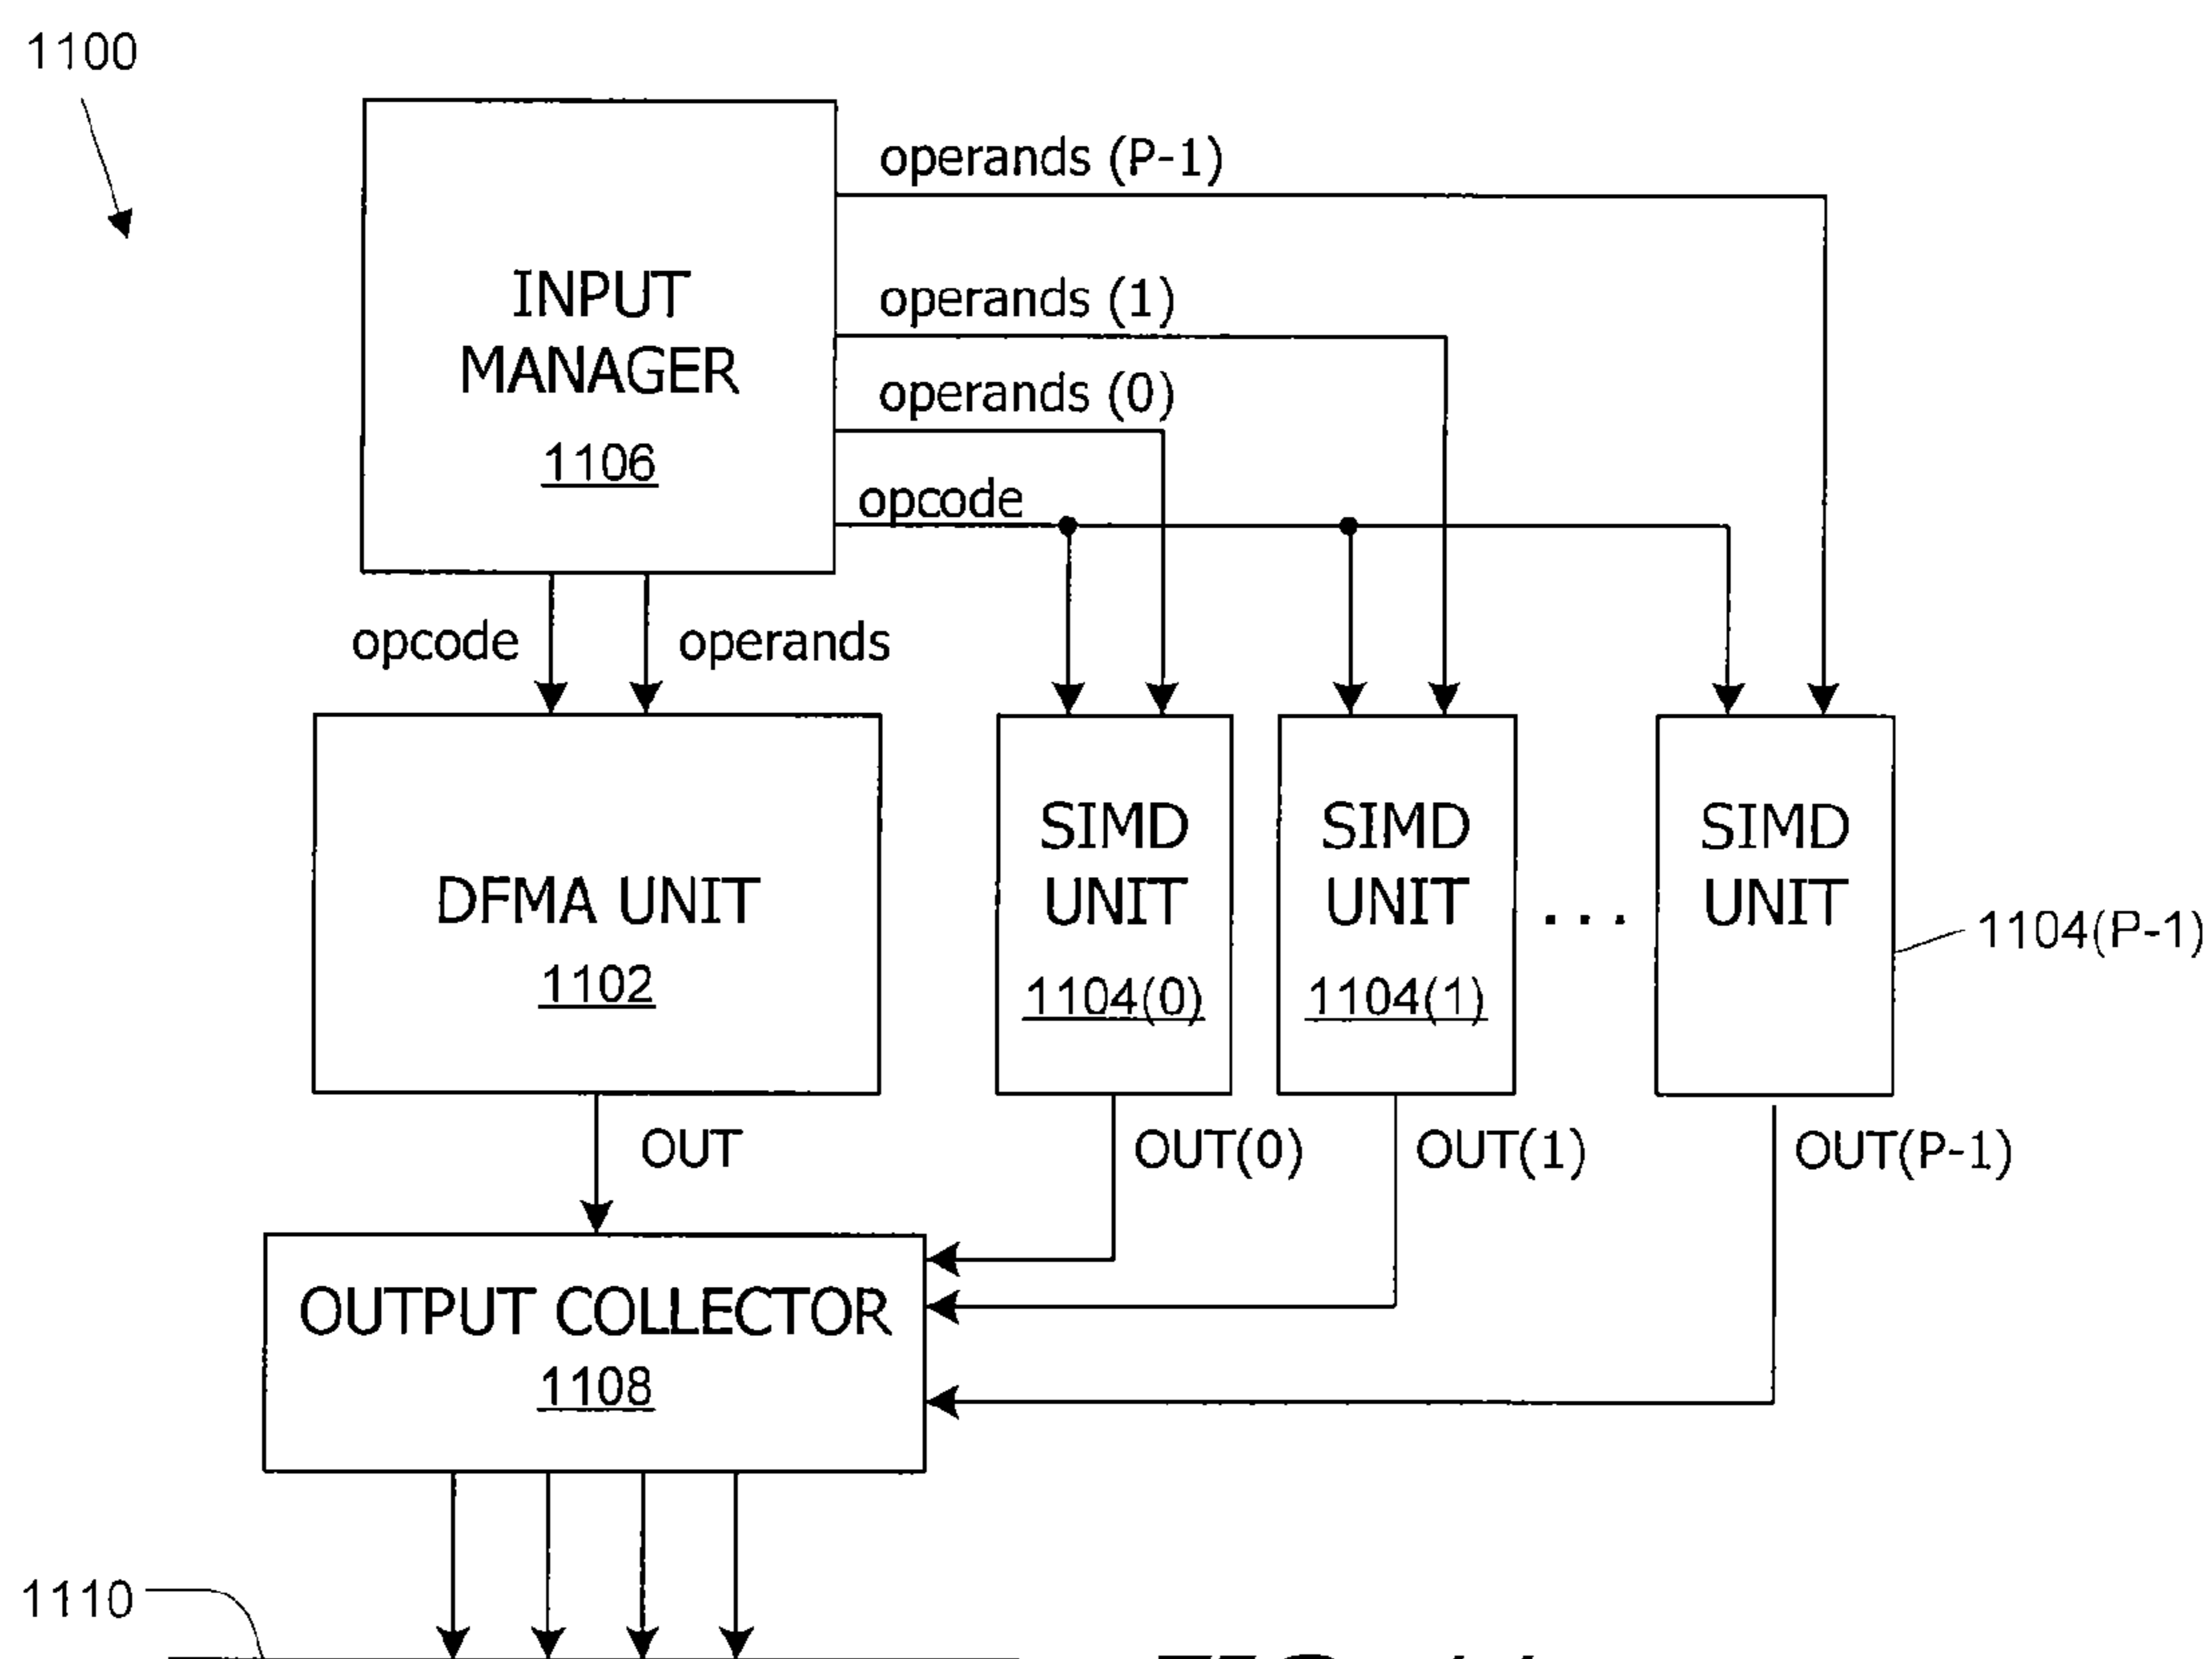 1100
operands (P-1)
operands (1)
operands (0)
opcode
INPUT
MANAGER
1106
opcode
operands
DFMA UNIT
1102
SIMD
UNIT
1104(0)
SIMD
UNIT
1104(1)
...
SIMD
UNIT
1104(P-1)
OUT
OUT(0)
OUT(1)
OUT(P-1)
OUTPUT COLLECTOR
1108
1110